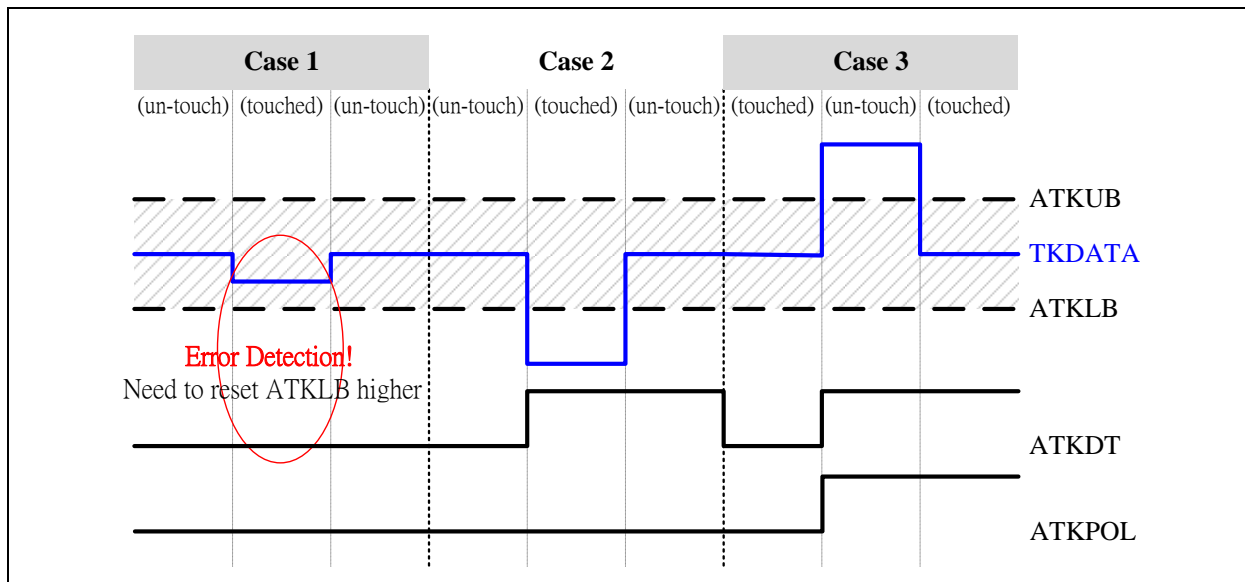 Case 1 Case 2 Case 3
(un-touch) (touched) (un-touch) (un-touch) (touched) (un-touch) (touched) (un-touch) (touched)
ATKUB
TKDATA
ATKLB
Error Detection!
Need to reset ATKLB higher
ATKDT
ATKPOL